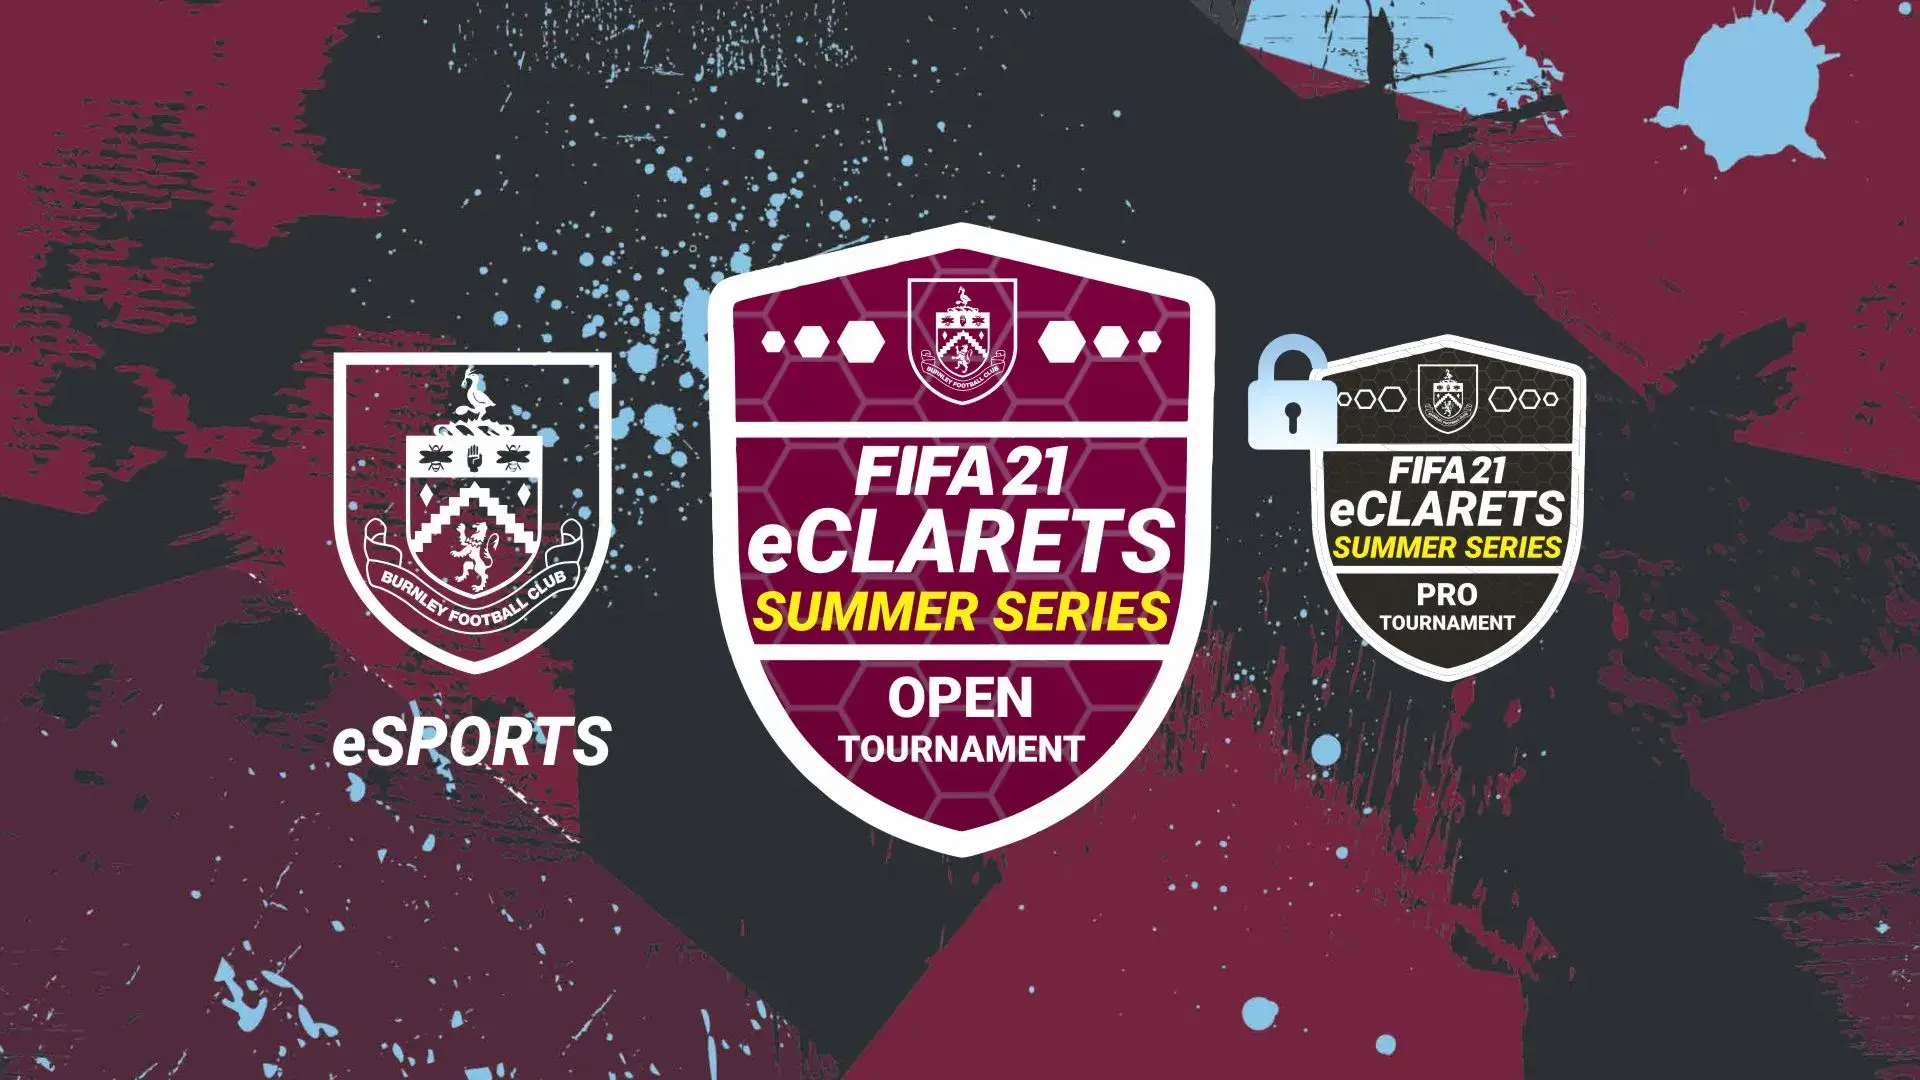 BURNLEY FOOTBALL CLUB
eSPORTS
BURNLEY FOOTBALL CLUB
FIFA 21
eCLARETS
SUMMER SERIES
OPEN
TOURNAMENT
FIFA 21
eCLARETS
SUMMER SERIES
PRO
TOURNAMENT